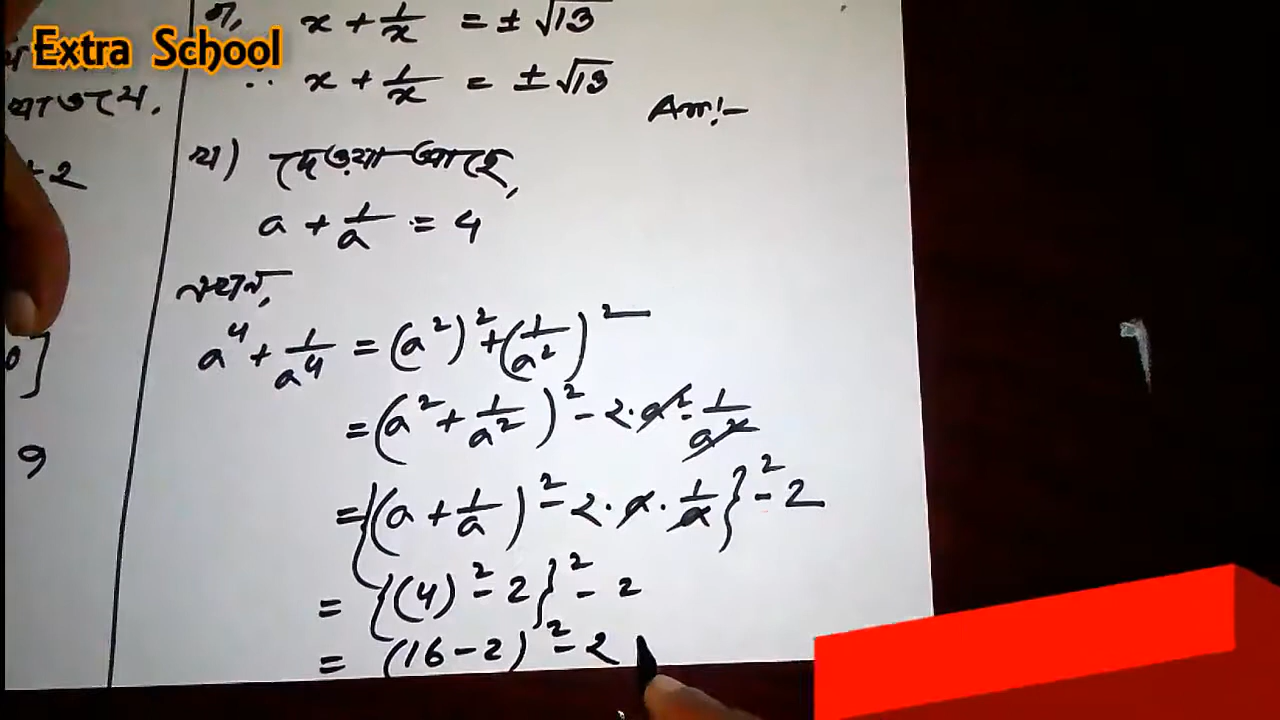 Extra School
বা, x + 1/x = ± √13
∴ x + 1/x = ± √13
Ans:-
+ 2
ঘ) দেওয়া আছে,
a + 1/a = 4
a⁴ + 1/a⁴ = (a²)² + (1/a²)²
= (a² + 1/a²)² - 2·a²·1/a²
= {(a + 1/a)² - 2·a·1/a}² - 2
= {(4)² - 2}² - 2
= (16 - 2)² - 2
9